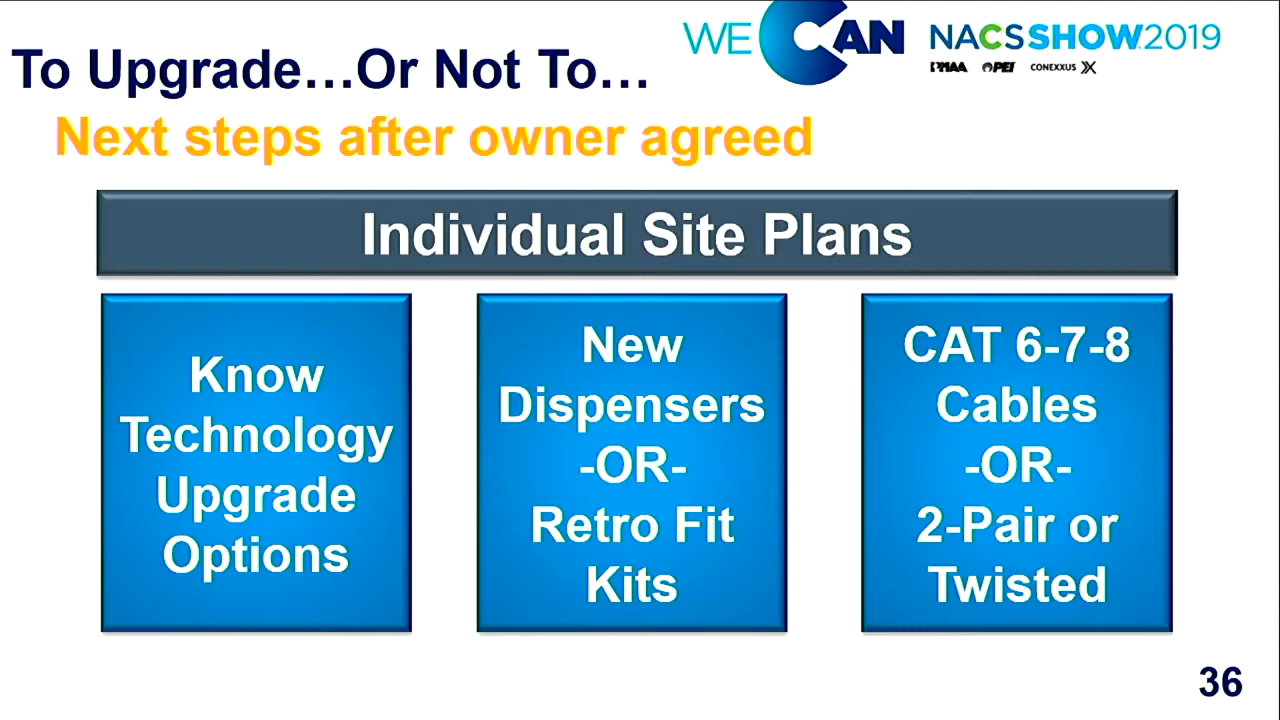 WE CAN NACSSHOW2019
PMAA PEI CONEXXUS
To Upgrade...Or Not To...
Next steps after owner agreed
Individual Site Plans
Know
Technology
Upgrade
Options
New
Dispensers
-OR-
Retro Fit
Kits
CAT 6-7-8
Cables
-OR-
2-Pair or
Twisted
36